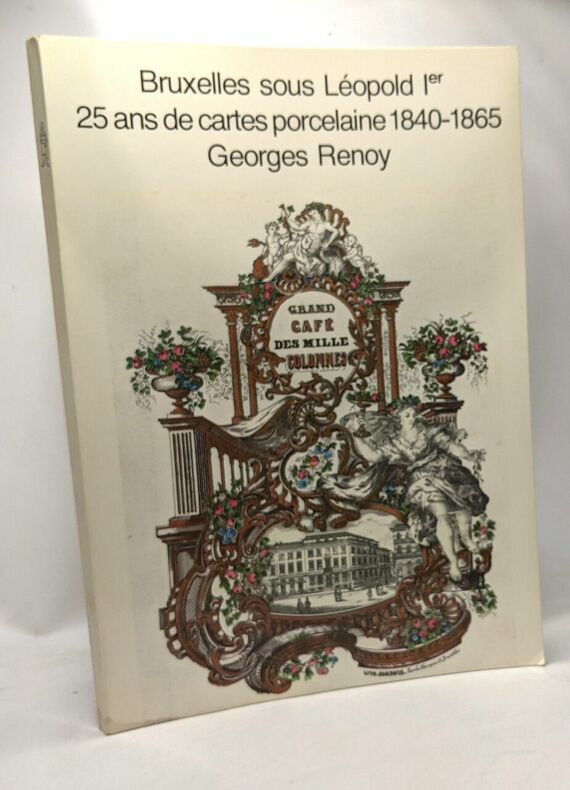 Bruxelles sous Léopold Ier
25 ans de cartes porcelaine 1840-1865
Georges Renoy
GRAND
CAFÉ
DES MILLE
COLONNES